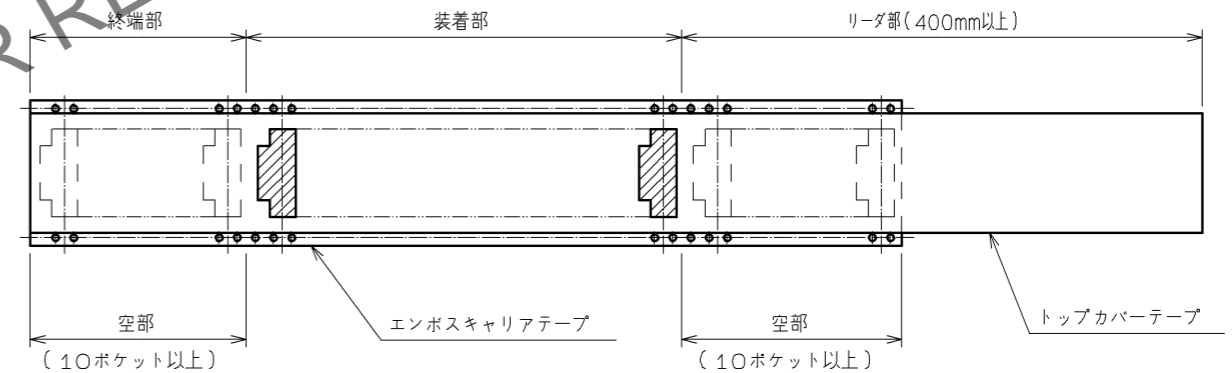 終端部
装着部
リーダ部(400mm以上)
R RE
空部
(10ポケット以上)
エンボスキャリアテープ
空部
(10ポケット以上)
トップカバーテープ